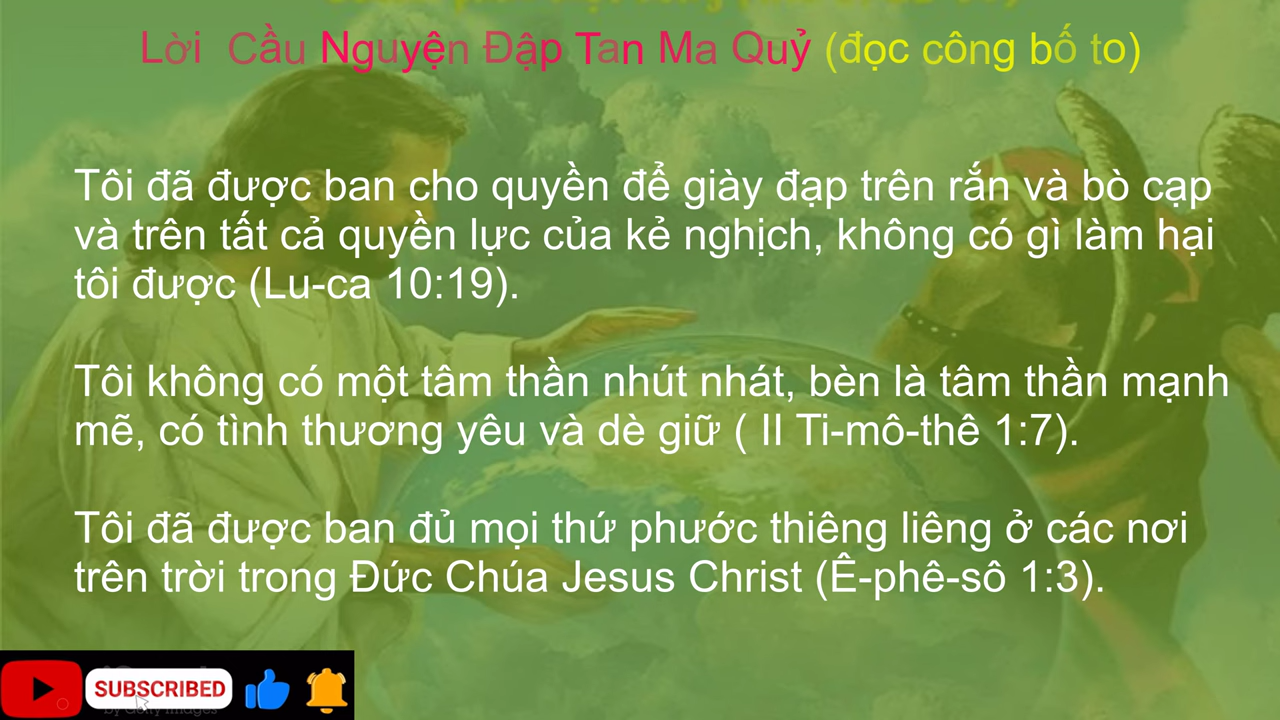 Lời Cầu Nguyện Đập Tan Ma Quỷ (đọc công bố to)
Tôi đã được ban cho quyền để giày đạp trên rắn và bò cạp
và trên tất cả quyền lực của kẻ nghịch, không có gì làm hại
tôi được (Lu-ca 10:19).
Tôi không có một tâm thần nhút nhát, bèn là tâm thần mạnh
mẽ, có tình thương yêu và dè giữ ( II Ti-mô-thê 1:7).
Tôi đã được ban đủ mọi thứ phước thiêng liêng ở các nơi
trên trời trong Đức Chúa Jesus Christ (Ê-phê-sô 1:3).
SUBSCRIBED
by Getty Images